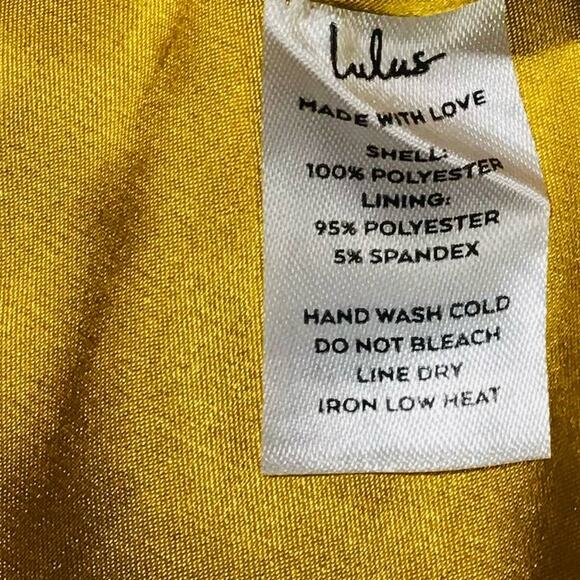 lulus
MADE WITH LOVE
SHELL:
100% POLYESTER
LINING:
95% POLYESTER
5% SPANDEX
HAND WASH COLD
DO NOT BLEACH
LINE DRY
IRON LOW HEAT